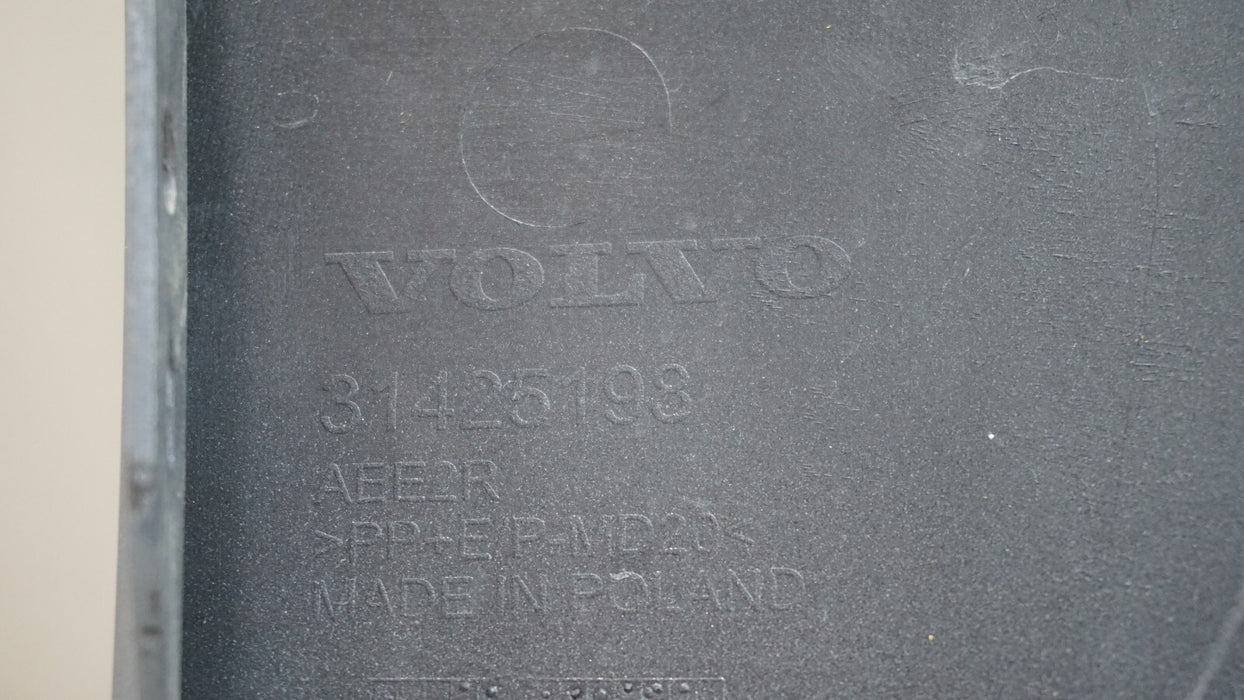 VOLVO
31425198
AEE2R
>PP+E/P-MD20<
MADE IN POLAND